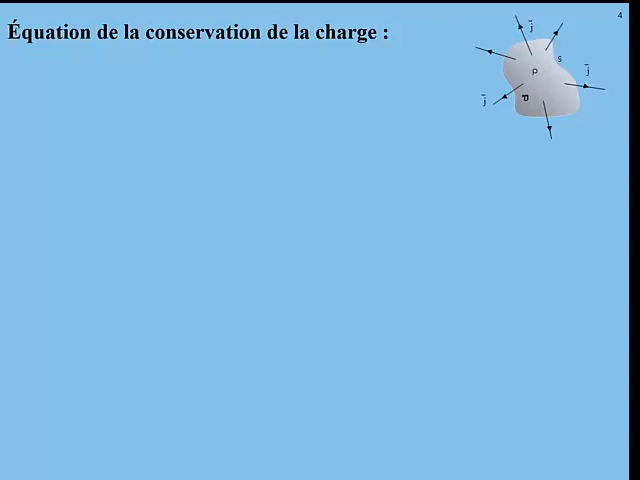 4
Équation de la conservation de la charge :
j
s
ρ
j
j